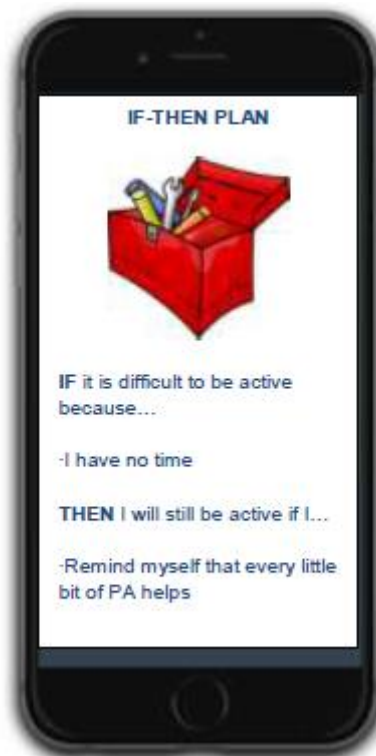 IF-THEN PLAN
IF it is difficult to be active
because...
·I have no time
THEN I will still be active if I...
·Remind myself that every little
bit of PA helps